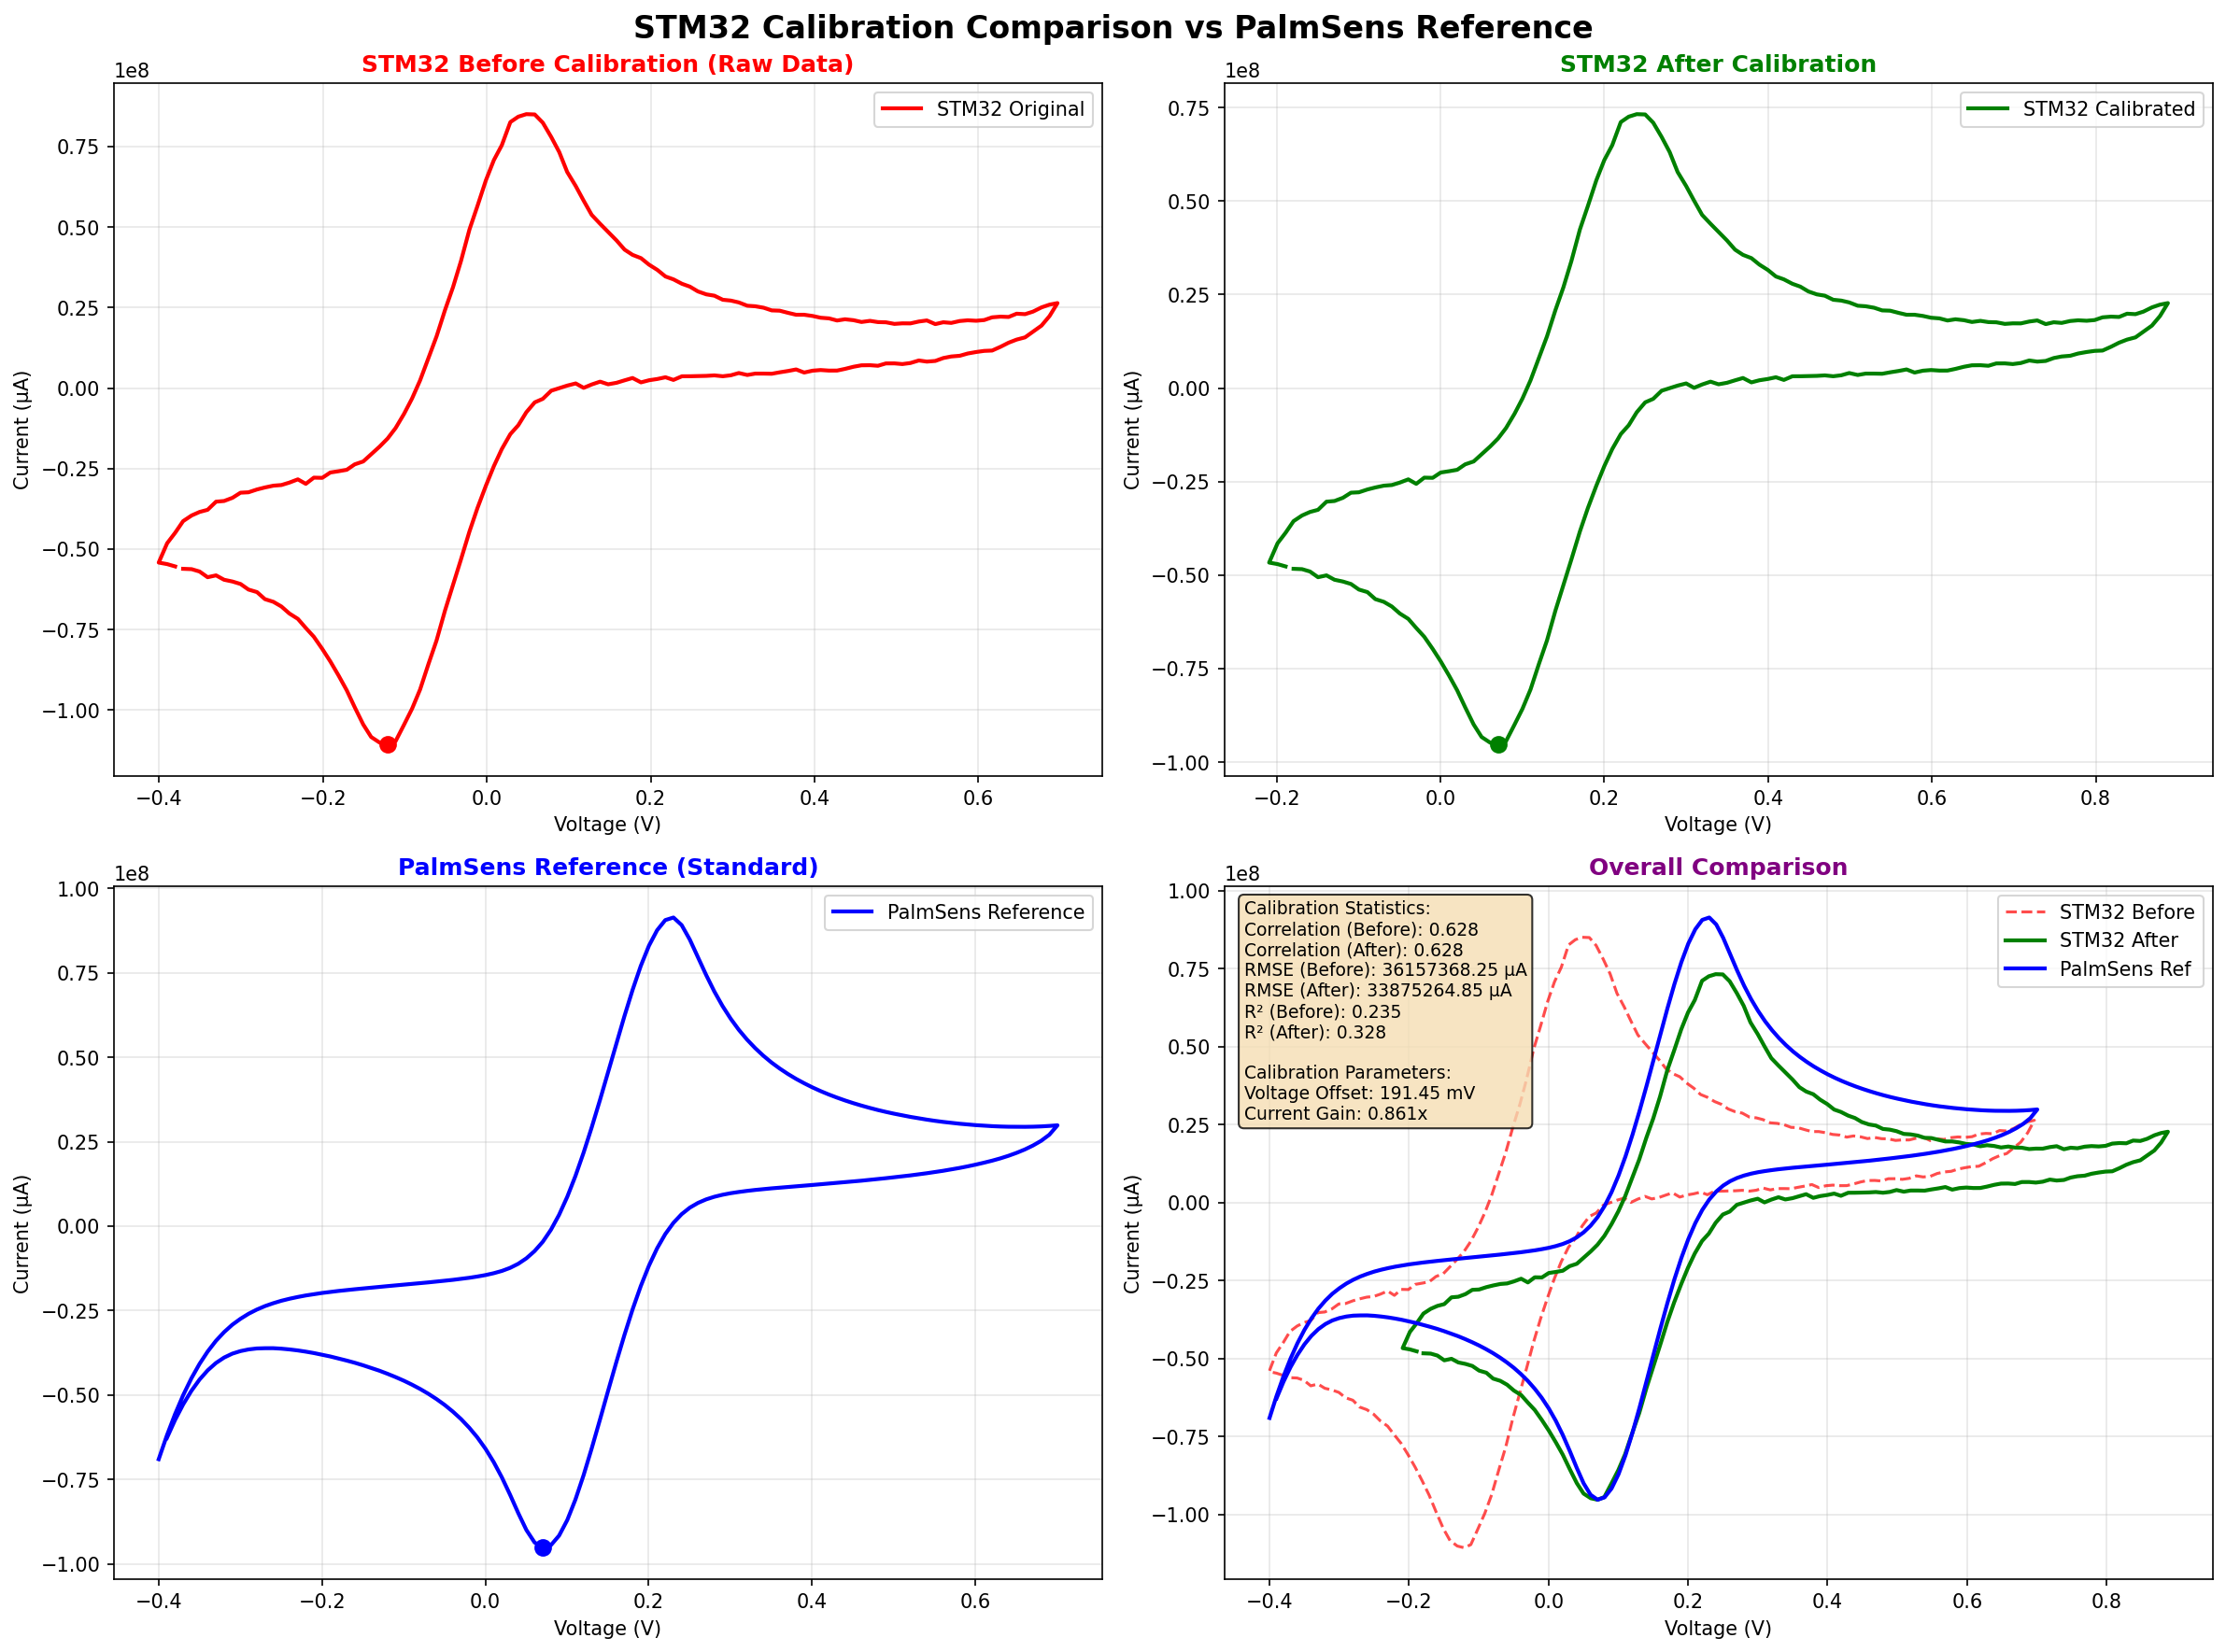 STM32 Calibration Comparison vs PalmSens Reference
STM32 Before Calibration (Raw Data)
1e8
STM32 Original
0.75
0.50
0.25
0.00
−0.25
−0.50
−0.75
−1.00
Current (μA)
−0.4
−0.2
0.0
0.2
0.4
0.6
Voltage (V)
STM32 After Calibration
1e8
STM32 Calibrated
0.75
0.50
0.25
0.00
−0.25
−0.50
−0.75
−1.00
Current (μA)
−0.2
0.0
0.2
0.4
0.6
0.8
Voltage (V)
PalmSens Reference (Standard)
1e8
PalmSens Reference
1.00
0.75
0.50
0.25
0.00
−0.25
−0.50
−0.75
−1.00
Current (μA)
−0.4
−0.2
0.0
0.2
0.4
0.6
Voltage (V)
Overall Comparison
1e8
Calibration Statistics:
Correlation (Before): 0.628
Correlation (After): 0.628
RMSE (Before): 36157368.25 μA
RMSE (After): 33875264.85 μA
R² (Before): 0.235
R² (After): 0.328
Calibration Parameters:
Voltage Offset: 191.45 mV
Current Gain: 0.861x
STM32 Before
STM32 After
PalmSens Ref
1.00
0.75
0.50
0.25
0.00
−0.25
−0.50
−0.75
−1.00
Current (μA)
−0.4
−0.2
0.0
0.2
0.4
0.6
0.8
Voltage (V)